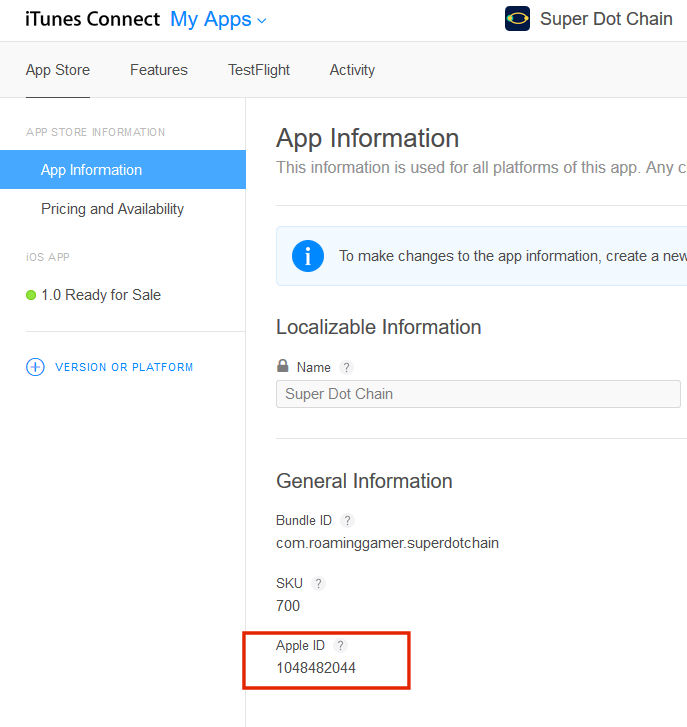 iTunes Connect My Apps Super Dot Chain
App Store Features TestFlight Activity
APP STORE INFORMATION
App Information
Pricing and Availability
iOS APP
1.0 Ready for Sale
VERSION OR PLATFORM
App Information
This information is used for all platforms of this app. Any c
i To make changes to the app information, create a new
Localizable Information
Name ?
Super Dot Chain
General Information
Bundle ID ?
com.roaminggamer.superdotchain
SKU ?
700
Apple ID ?
1048482044